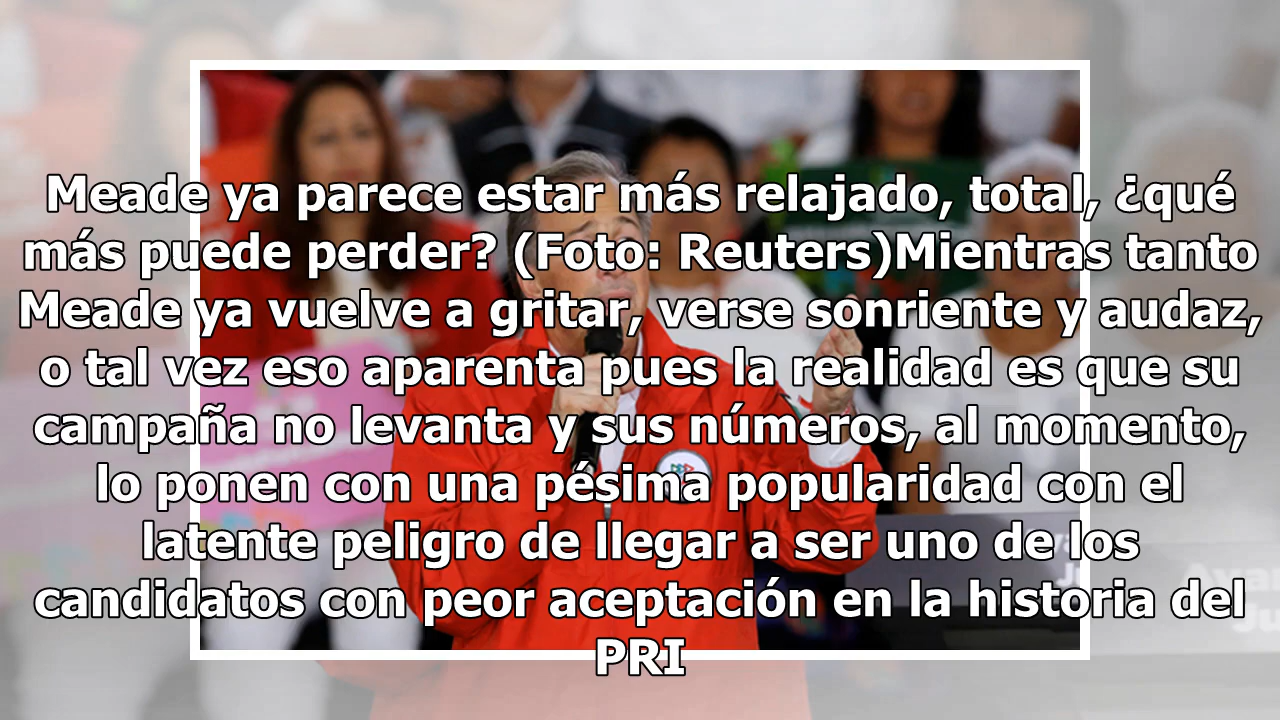 Meade ya parece estar más relajado, total, ¿qué
más puede perder? (Foto: Reuters)Mientras tanto
Meade ya vuelve a gritar, verse sonriente y audaz,
o tal vez eso aparenta pues la realidad es que su
campaña no levanta y sus números, al momento,
lo ponen con una pésima popularidad con el
latente peligro de llegar a ser uno de los
candidatos con peor aceptación en la historia del
PRI